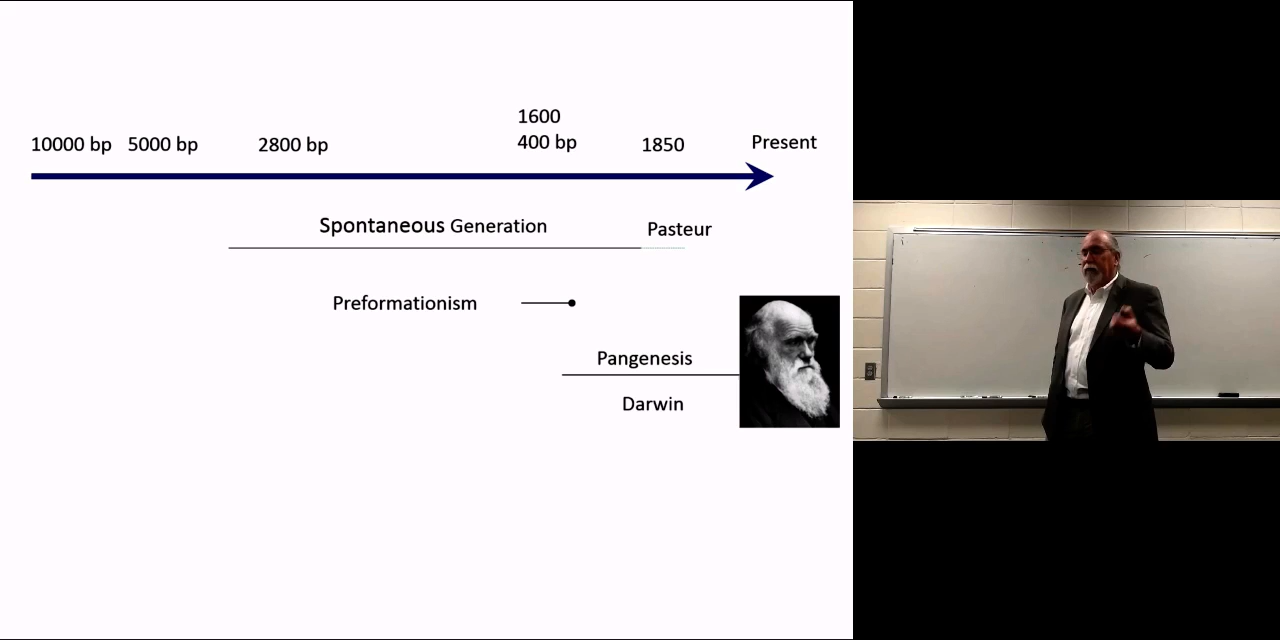 1600
10000 bp 5000 bp 2800 bp 400 bp 1850 Present
Spontaneous Generation Pasteur
Preformationism
Pangenesis
Darwin